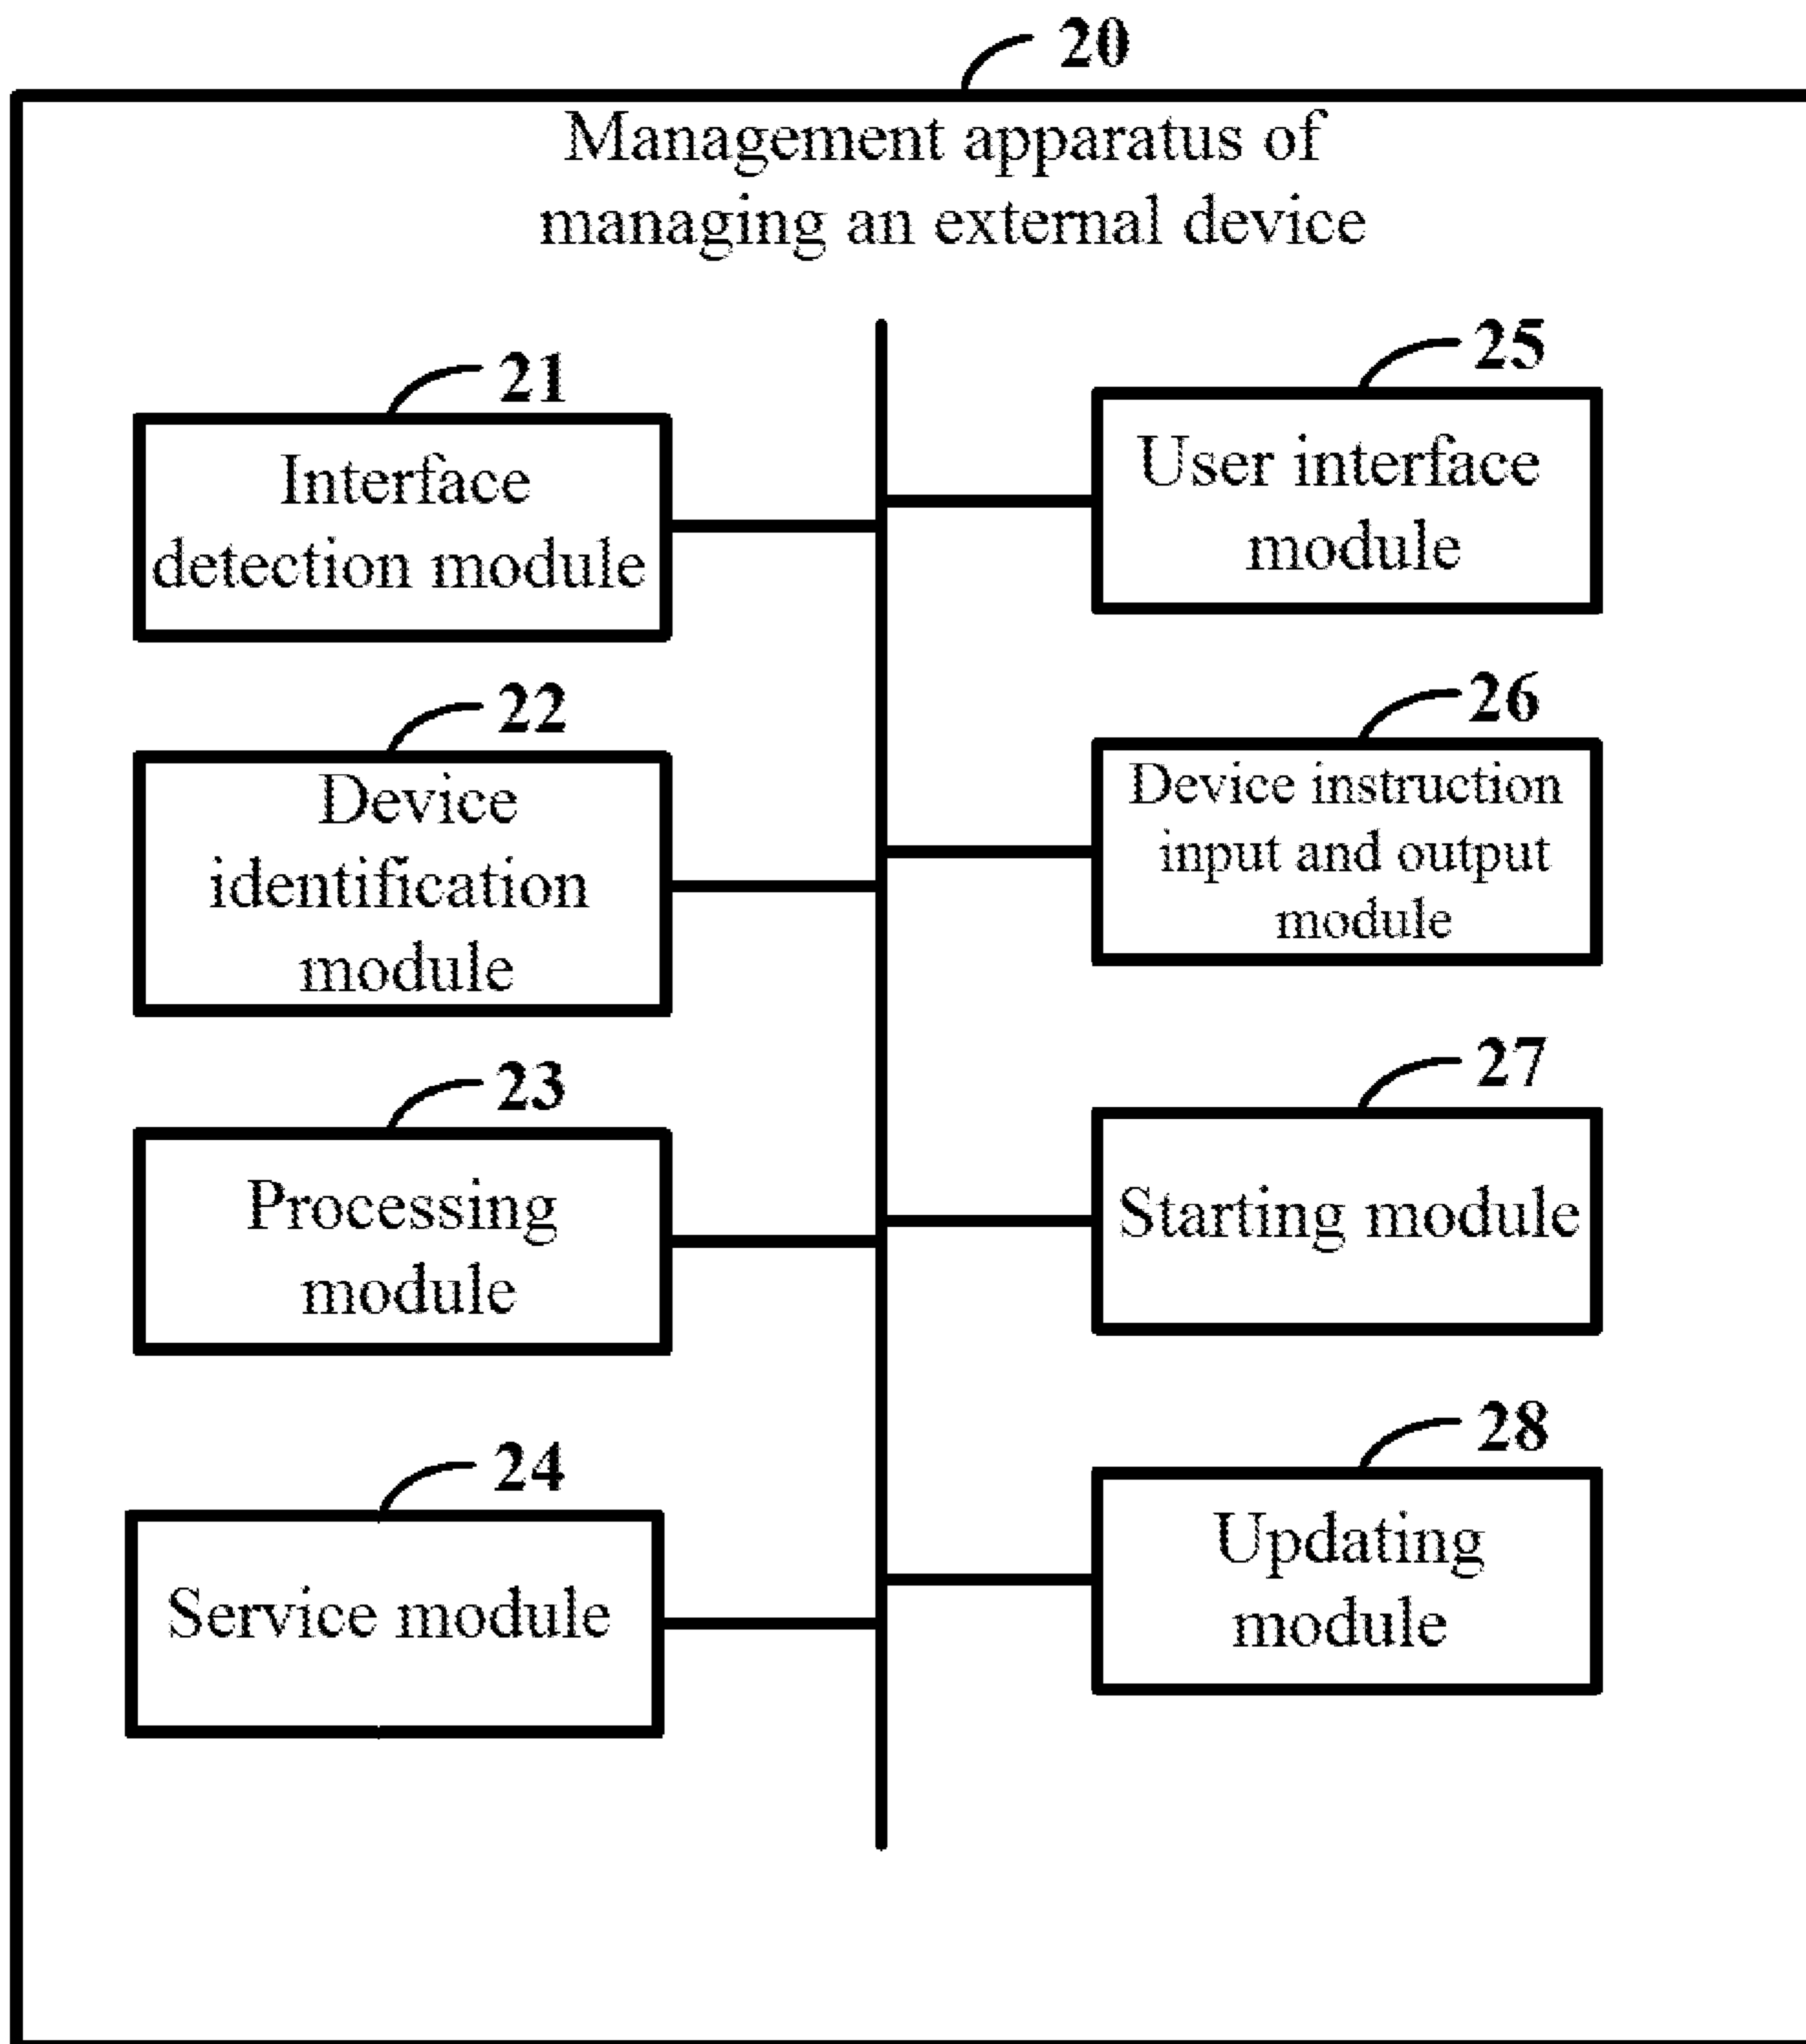 20
Management apparatus of
managing an external device
21
Interface
detection module
22
Device
identification
module
23
Processing
module
24
Service module
25
User interface
module
26
Device instruction
input and output
module
27
Starting module
28
Updating
module